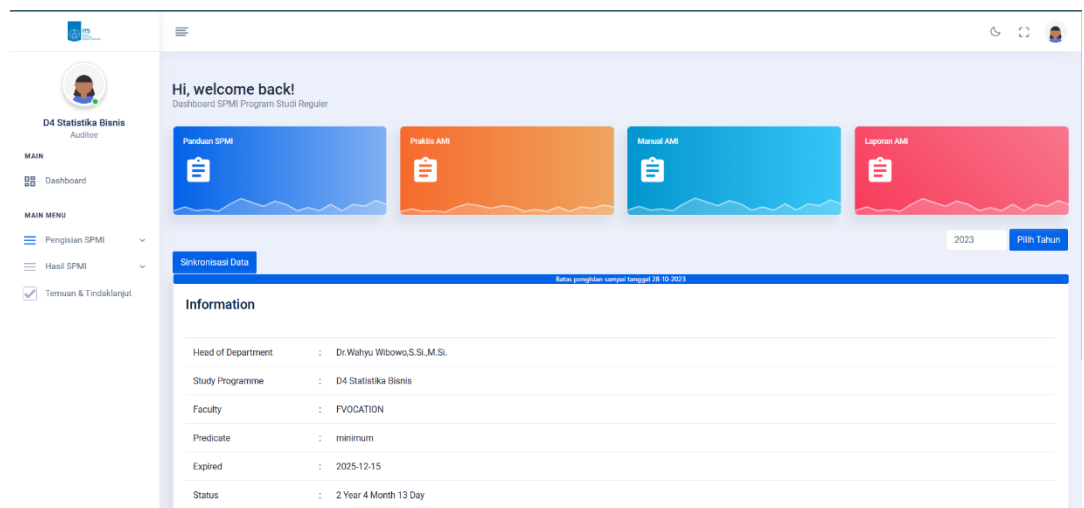 ITS
Hi, welcome back!
Dashboard SPMI Program Studi Reguler
D4 Statistika Bisnis
Auditee
MAIN
Dashboard
MAIN MENU
Pengisian SPMI
Hasil SPMI
Temuan & Tindaklanjut
Panduan SPMI
Praktis AMI
Manual AMI
Laporan AMI
2023
Pilih Tahun
Sinkronisasi Data
Batas pengisian sampai tanggal 28-10-2023
Information
Head of Department : Dr.Wahyu Wibowo,S.Si.,M.Si.
Study Programme : D4 Statistika Bisnis
Faculty : FVOCATION
Predicate : minimum
Expired : 2025-12-15
Status : 2 Year 4 Month 13 Day